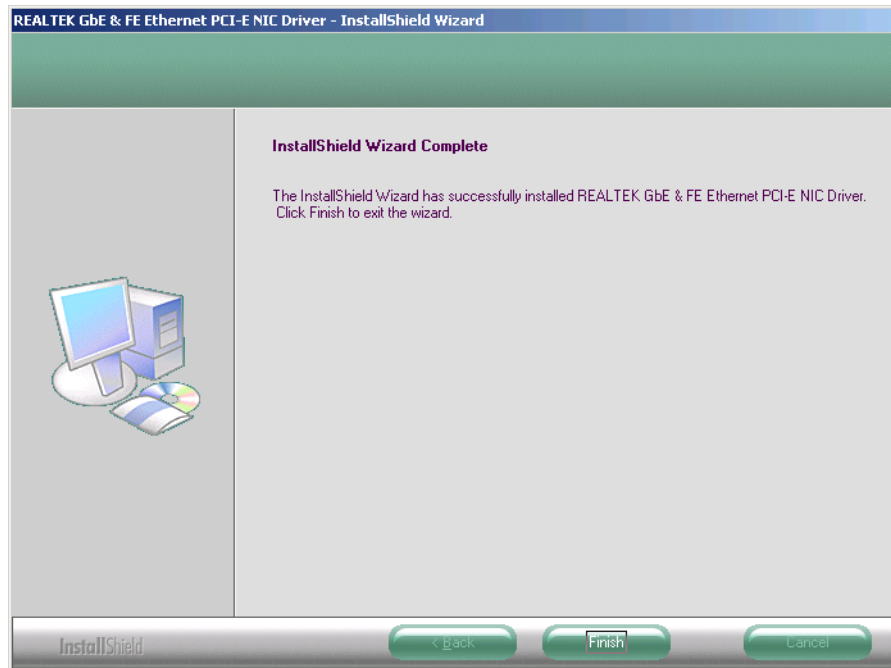 REALTEK GbE & FE Ethernet PCI-E NIC Driver - InstallShield Wizard
InstallShield Wizard Complete
The InstallShield Wizard has successfully installed REALTEK GbE & FE Ethernet PCI-E NIC Driver.
Click Finish to exit the wizard.
InstallShield
< Back
Finish
Cancel